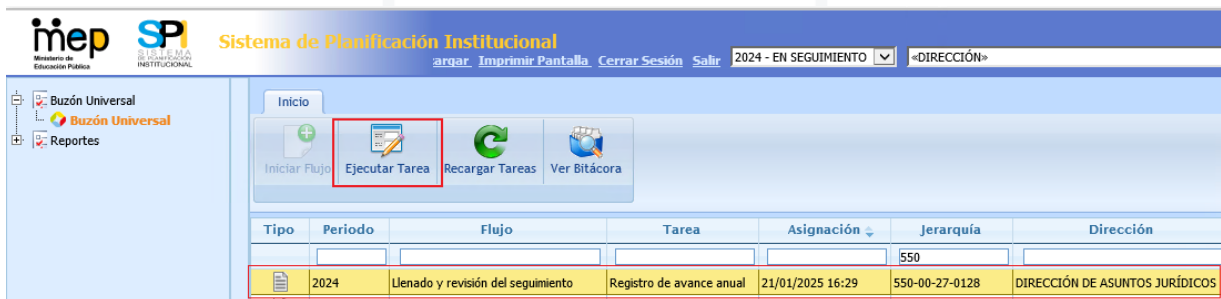 mep
Ministerio de
Educación Pública
SPI
SISTEMA
DE PLANIFICACIÓN
INSTITUCIONAL
Sistema de Planificación Institucional
argar Imprimir Pantalla Cerrar Sesión Salir 2024 - EN SEGUIMIENTO «DIRECCIÓN»
Buzón Universal
Buzón Universal
Reportes
Inicio
Iniciar Flujo Ejecutar Tarea Recargar Tareas Ver Bitácora
Tipo Periodo Flujo Tarea Asignación Jerarquía Dirección
550
2024 Llenado y revisión del seguimiento Registro de avance anual 21/01/2025 16:29 550-00-27-0128 DIRECCIÓN DE ASUNTOS JURÍDICOS